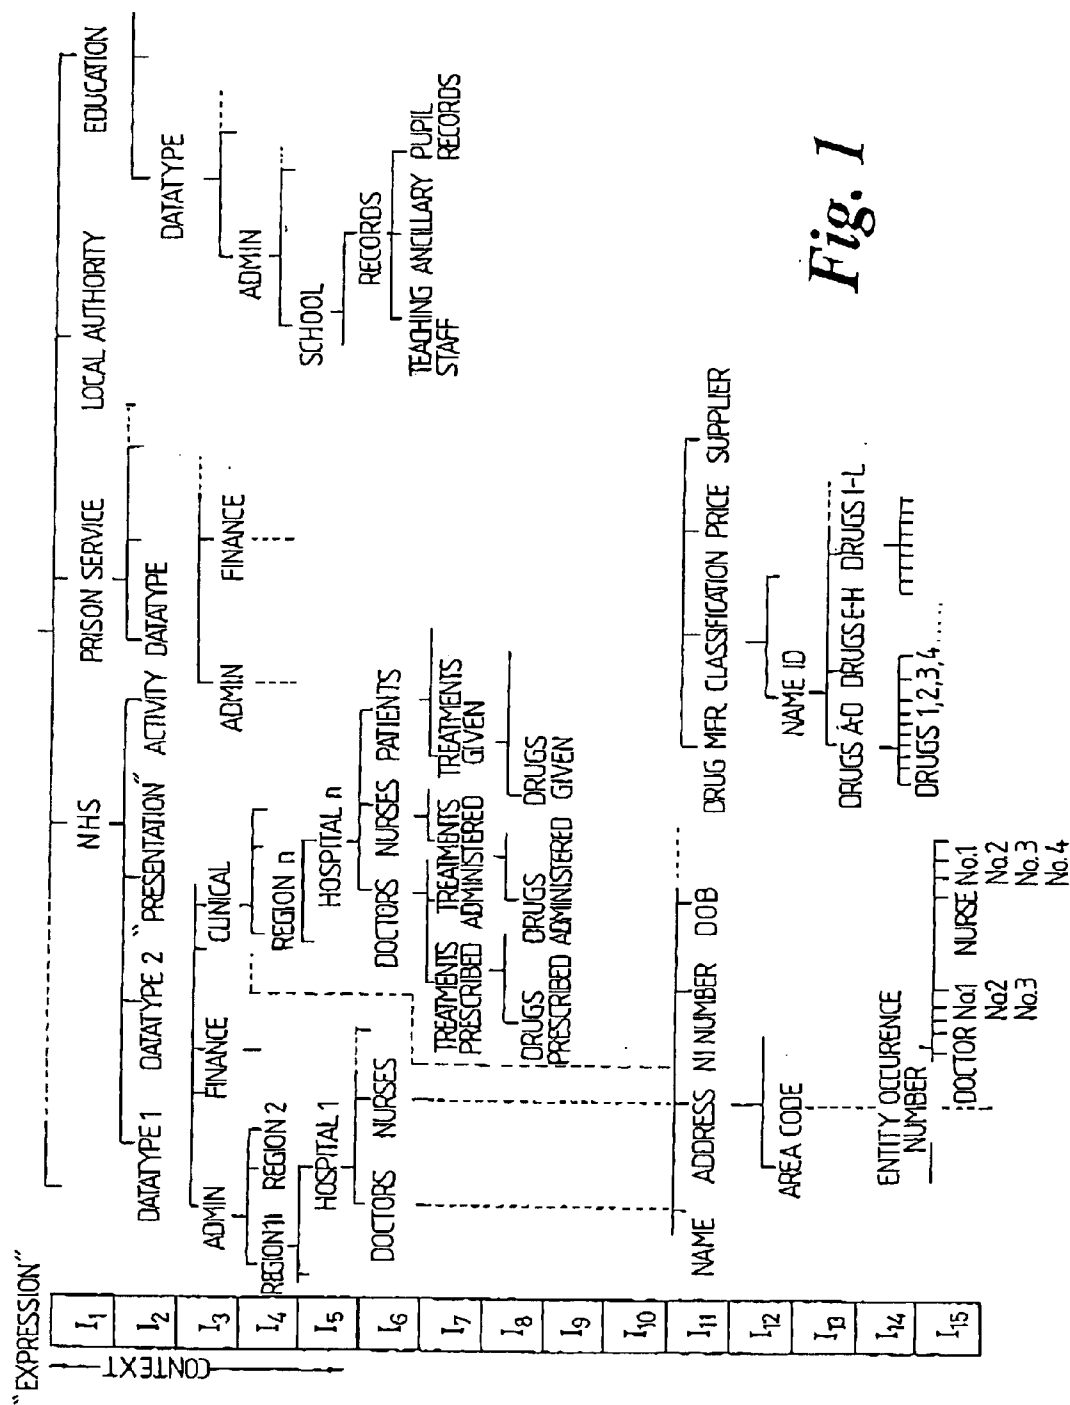 "EXPRESSION"
CONTEXT
I1
I2
I3
I4
I5
I6
I7
I8
I9
I10
I11
I12
I13
I14
I15
NHS PRISON SERVICE LOCAL AUTHORITY EDUCATION
DATATYPE 1 DATATYPE 2 "PRESENTATION" ACTIVITY DATATYPE DATATYPE
ADMIN FINANCE CLINICAL ADMIN FINANCE ADMIN
REGION 1 REGION 2 REGION n SCHOOL
HOSPITAL 1 HOSPITAL n RECORDS
DOCTORS NURSES DOCTORS NURSES PATIENTS
TEACHING ANCILLARY PUPIL
STAFF RECORDS
TREATMENTS TREATMENTS TREATMENTS
PRESCRIBED ADMINISTERED GIVEN
DRUGS DRUGS DRUGS
PRESCRIBED ADMINISTERED GIVEN
NAME ADDRESS NI NUMBER DOB DRUG MFR. CLASSIFICATION PRICE SUPPLIER
AREA CODE NAME ID
DRUGS A-D DRUGS E-H DRUGS I-L
ENTITY OCCURENCE
NUMBER
DRUGS 1,2,3,4.....
DOCTOR No.1 NURSE No.1
No.2 No.2
No.3 No.3
No.4
Fig. 1